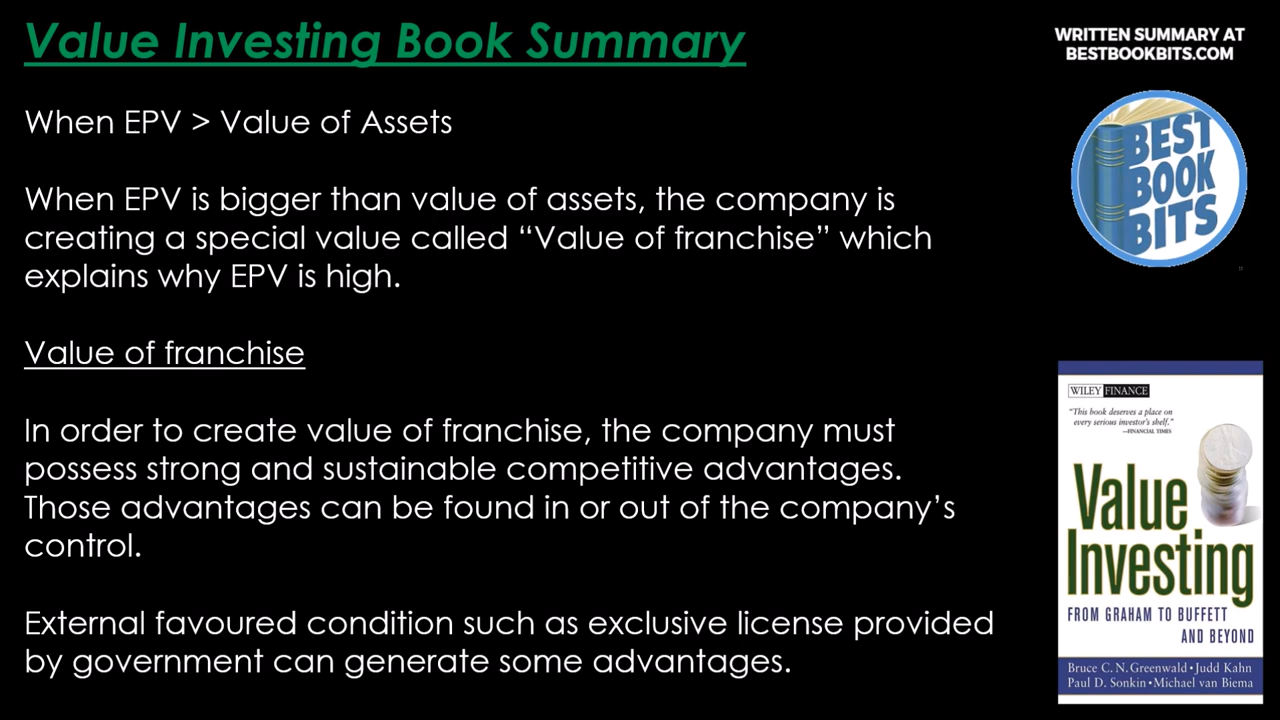 Value Investing Book Summary
WRITTEN SUMMARY AT
BESTBOOKBITS.COM
When EPV > Value of Assets
When EPV is bigger than value of assets, the company is
creating a special value called “Value of franchise” which
explains why EPV is high.
Value of franchise
In order to create value of franchise, the company must
possess strong and sustainable competitive advantages.
Those advantages can be found in or out of the company’s
control.
External favoured condition such as exclusive license provided
by government can generate some advantages.
BEST
BOOK
BITS
"
WILEY FINANCE
“This book deserves a place on
every serious investor’s shelf.”
—FINANCIAL TIMES
Value
Investing
FROM GRAHAM TO BUFFETT
AND BEYOND
Bruce C. N. Greenwald • Judd Kahn
Paul D. Sonkin • Michael van Biema